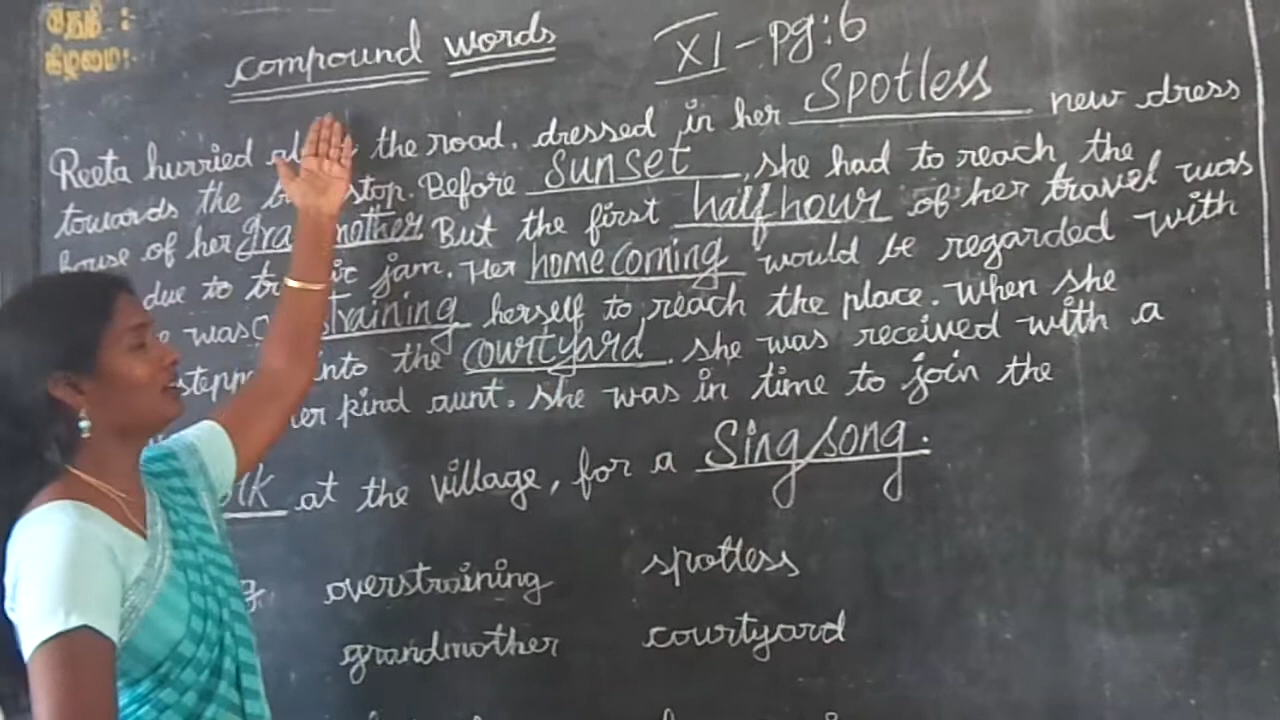 தேதி :
கிழமை:-
compound words
XI - pg:6
Reeta hurried the road. dressed in her Spotless new dress
towards the stop. Before Sunset, she had to reach the
house of her grandmother But the first half hour of her travel was
due to jam. Her homecoming would be regarded with
was straining herself to reach the place. When she
into the courtyard. she was received with a
kind aunt. She was in time to join the
at the village, for a Sing song.
overstraining spotless
grandmother courtyard